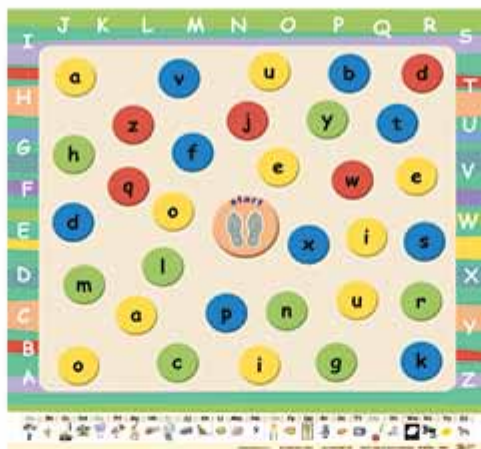 J K L M N O P Q R
I S
a v u b d
H T
z j y t
U
G h f
V
e
F q w e
start
o
E d W
x i s
l
D m X
u r
C a p n
Y
B
o c i g k
A Z